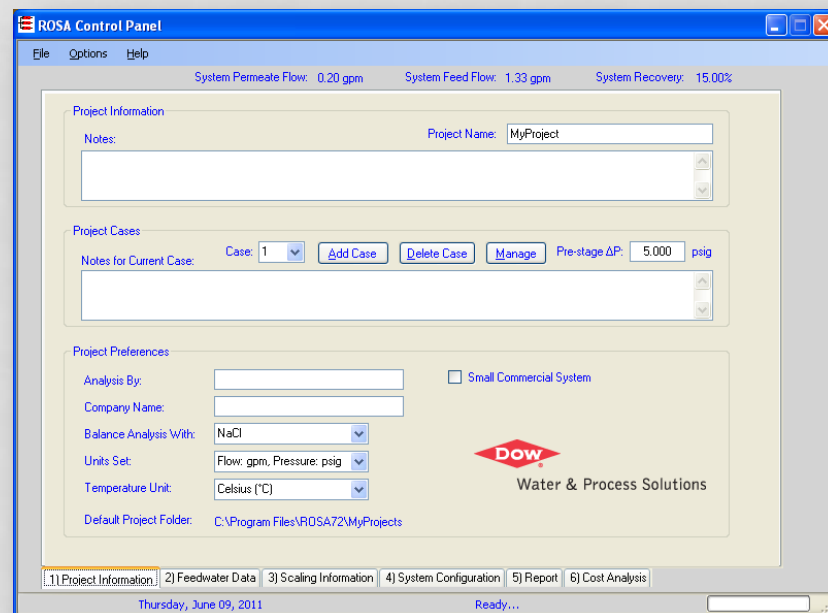 ROSA Control Panel
File Options Help
System Permeate Flow: 0.20 gpm System Feed Flow: 1.33 gpm System Recovery: 15.00%
Project Information
Notes: Project Name: MyProject
Project Cases
Notes for Current Case: Case: 1 Add Case Delete Case Manage Pre-stage ΔP: 5.000 psig
Project Preferences
Analysis By: Small Commercial System
Company Name:
Balance Analysis With: NaCl
Units Set: Flow: gpm, Pressure: psig
Temperature Unit: Celsius (°C)
DOW
Water & Process Solutions
Default Project Folder: C:\Program Files\ROSA72\MyProjects
1) Project Information 2) Feedwater Data 3) Scaling Information 4) System Configuration 5) Report 6) Cost Analysis
Thursday, June 09, 2011 Ready...